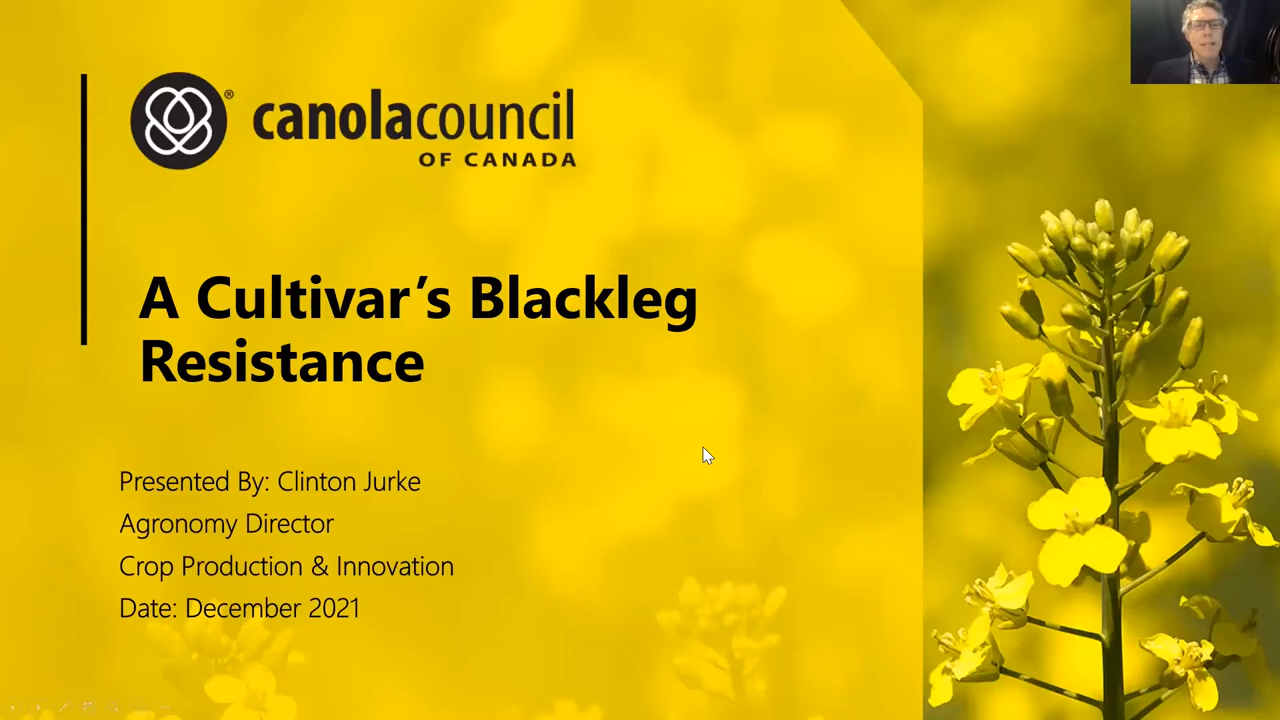 canolacouncil®
OF CANADA
A Cultivar's Blackleg
Resistance
Presented By: Clinton Jurke
Agronomy Director
Crop Production & Innovation
Date: December 2021